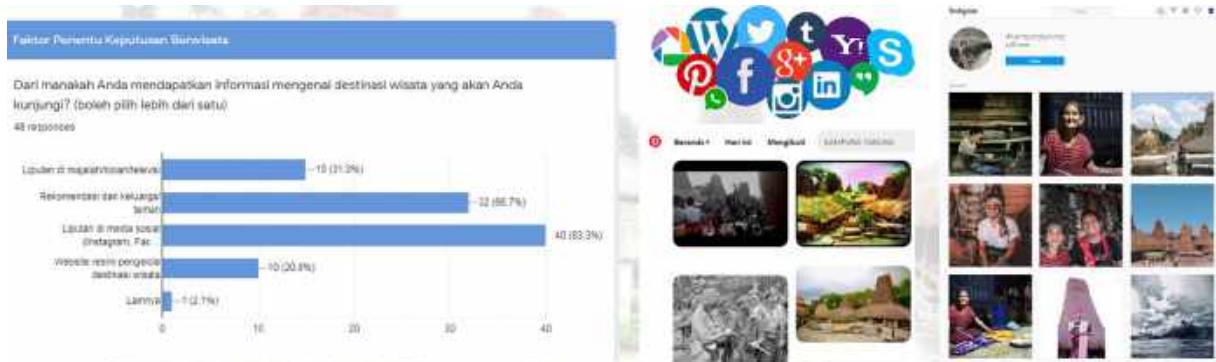 Faktor Penentu Keputusan Berwisata
Dari manakah Anda mendapatkan informasi mengenai destinasi wisata yang akan Anda
kunjungi? (boleh pilih lebih dari satu)
48 responses
Liputan di majalah/koran/televisi
15 (31.3%)
Rekomendasi dari keluarga/
teman
32 (66.7%)
Liputan di media sosial
(Instagram, Fac...
40 (83.3%)
Website resmi pengelola
destinasi wisata
10 (20.8%)
Lainnya
1 (2.1%)
0 10 20 30 40
Beranda Hari ini Mengikuti KAMPUNG TARUNG
Instagram